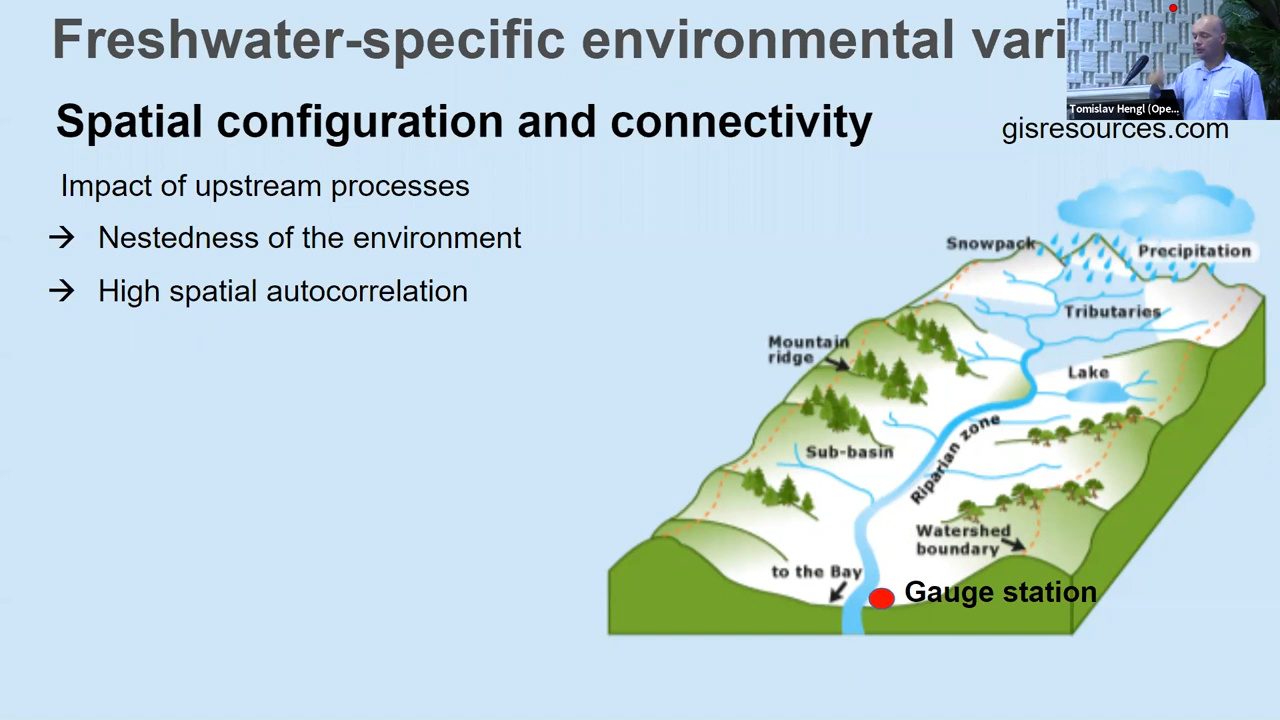 Freshwater-specific environmental vari
Tomislav Hengl (Ope...
Spatial configuration and connectivity
gisresources.com
Impact of upstream processes
→ Nestedness of the environment
→ High spatial autocorrelation
Snowpack
Precipitation
Tributaries
Mountain
ridge
Lake
Sub-basin
Riparian zone
Watershed
boundary
to the Bay
Gauge station